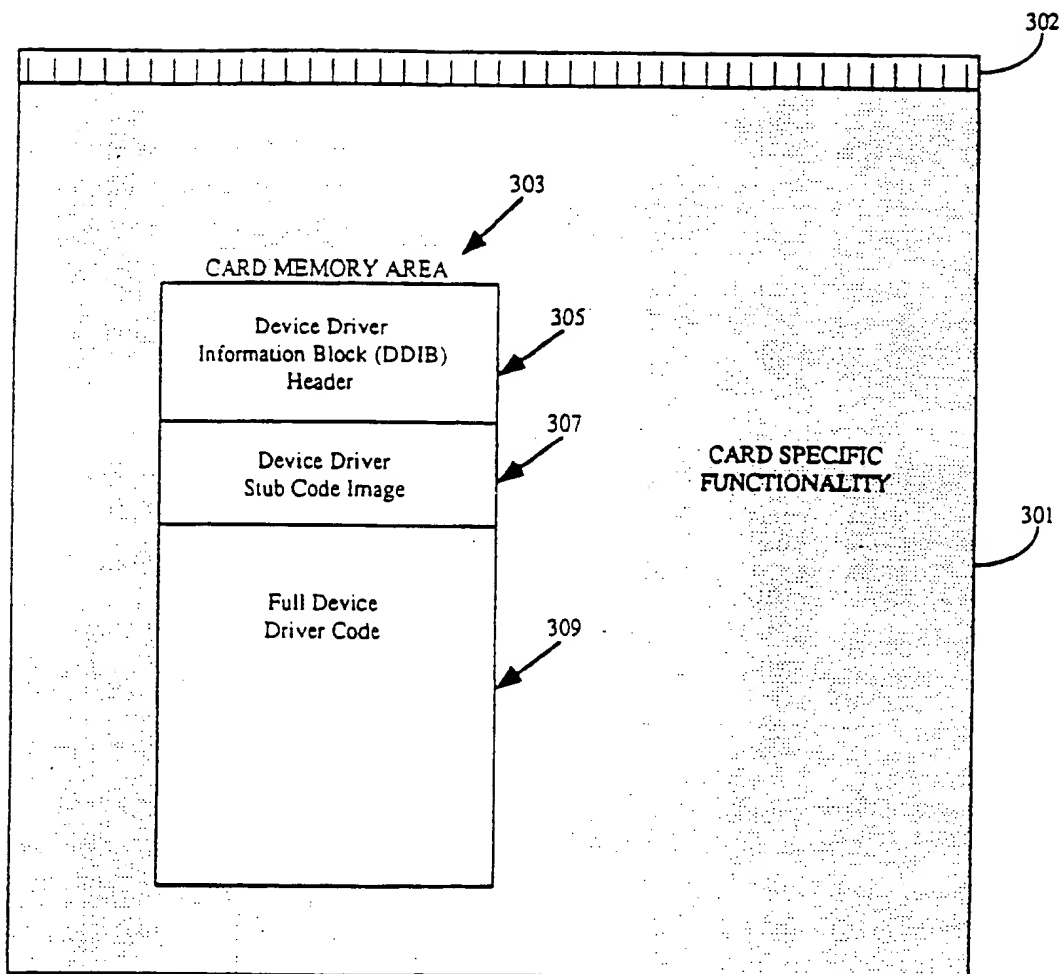 302
303
CARD MEMORY AREA
Device Driver
Information Block (DDIB)
Header
305
Device Driver
Stub Code Image
307
CARD SPECIFIC
FUNCTIONALITY
301
Full Device
Driver Code
309